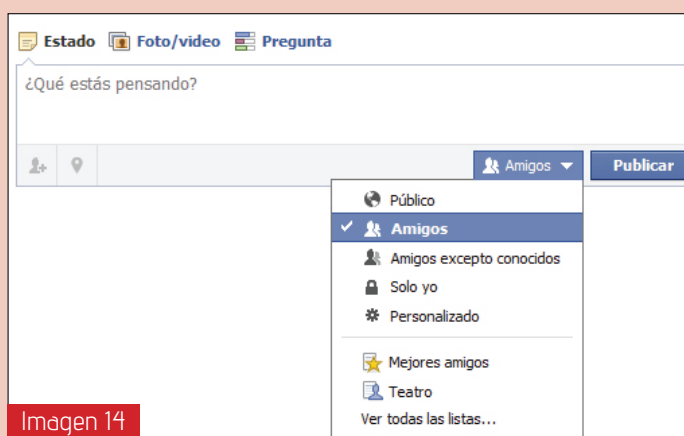 Estado Foto/video Pregunta
¿Qué estás pensando?
Amigos Publicar
Público
Amigos
Amigos excepto conocidos
Solo yo
Personalizado
Mejores amigos
Teatro
Ver todas las listas...
Imagen 14